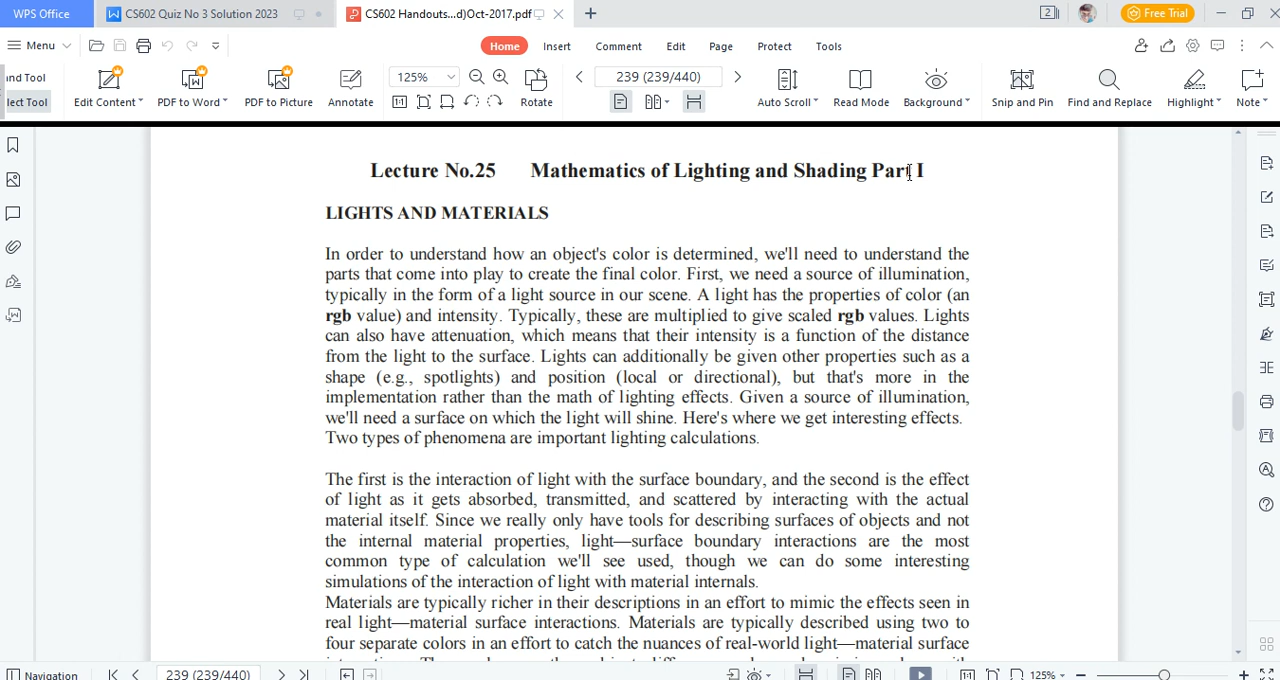 WPS Office
CS602 Quiz No 3 Solution 2023
CS602 Handouts...d)Oct-2017.pdf
2
Free Trial
Menu
Home Insert Comment Edit Page Protect Tools
and Tool
lect Tool
Edit Content
PDF to Word
PDF to Picture
Annotate
125%
239 (239/440)
Rotate
Auto Scroll
Read Mode
Background
Snip and Pin
Find and Replace
Highlight
Note
Lecture No.25 Mathematics of Lighting and Shading Part I
LIGHTS AND MATERIALS
In order to understand how an object's color is determined, we'll need to understand the
parts that come into play to create the final color. First, we need a source of illumination,
typically in the form of a light source in our scene. A light has the properties of color (an
rgb value) and intensity. Typically, these are multiplied to give scaled rgb values. Lights
can also have attenuation, which means that their intensity is a function of the distance
from the light to the surface. Lights can additionally be given other properties such as a
shape (e.g., spotlights) and position (local or directional), but that's more in the
implementation rather than the math of lighting effects. Given a source of illumination,
we'll need a surface on which the light will shine. Here's where we get interesting effects.
Two types of phenomena are important lighting calculations.
The first is the interaction of light with the surface boundary, and the second is the effect
of light as it gets absorbed, transmitted, and scattered by interacting with the actual
material itself. Since we really only have tools for describing surfaces of objects and not
the internal material properties, light—surface boundary interactions are the most
common type of calculation we'll see used, though we can do some interesting
simulations of the interaction of light with material internals.
Materials are typically richer in their descriptions in an effort to mimic the effects seen in
real light—material surface interactions. Materials are typically described using two to
four separate colors in an effort to catch the nuances of real-world light—material surface
Navigation
239 (239/440)
125%